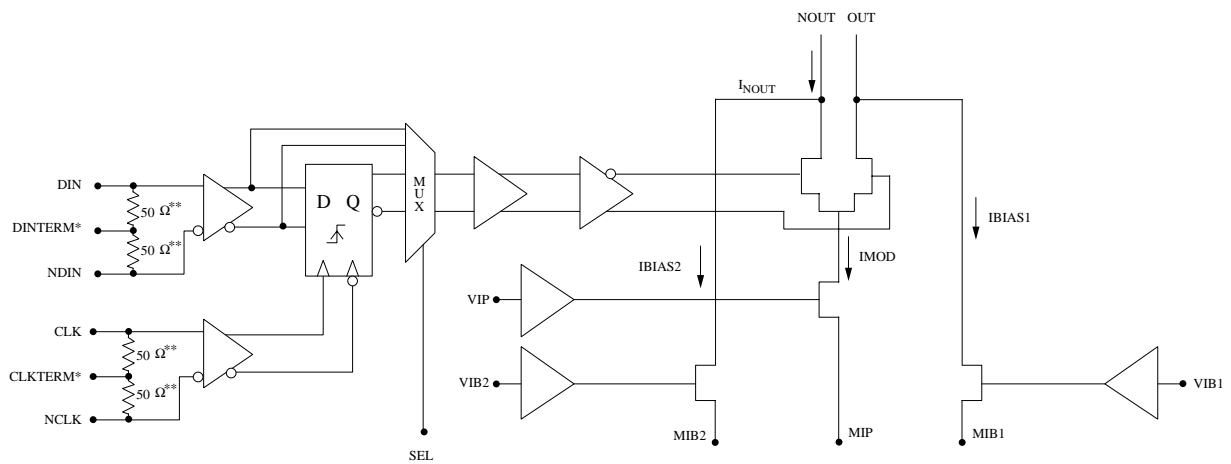 NOUT OUT
I_NOUT
DIN
50 Ω**
DINTERM*
50 Ω**
NDIN
D Q
MUX
IBIAS1
IBIAS2
IMOD
VIP
CLK
50 Ω**
CLKTERM*
50 Ω**
NCLK
VIB2
VIB1
MIB2
MIP
MIB1
SEL